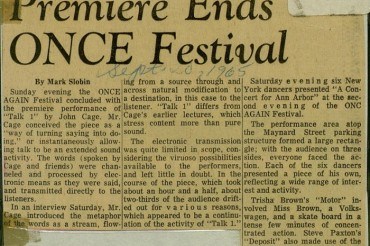 Premiere Ends
ONCE Festival
Sept 20, 1965
By Mark Slobin
Sunday evening the ONCE
AGAIN Festival concluded with
the premiere performance of
"Talk 1" by John Cage. Mr.
Cage conceived the piece as a
"way of turning saying into do-
ing," or instantaneously allow-
ing talk to be an extended sound
activity. The words (spoken by
Cage and friends) were chan-
neled and processed by elec-
tronic means as they were said,
and transmitted directly to the
listeners.
In an interview Saturday, Mr.
Cage introduced the metaphor
of the words as a stream, flow-
ing from a source through and
across natural modification to
a destination, in this case to the
listener. "Talk 1" differs from
Cage's earlier lectures, which
stress content more than pure
sound.
The electronic transmission
was quite limited in scope, con-
sidering the virtuoso possibilities
available to the performers,
and left little in doubt. In the
course of the piece, which took
about an hour and a half, about
two-thirds of the audience drift-
ed out for various reasons,
which appeared to be a continua-
tion of the activity of "Talk 1."
Saturday evening six New
York dancers presented "A Con-
cert for Ann Arbor" at the sec-
ond evening of the ONC
AGAIN Festival.
The performance area atop
the Maynard Street parking
structure formed a large rectan-
gle; with the audience on three
sides, everyone faced the ac-
tion. Each of the six dancers
presented a piece of his own,
reflecting a wide range of inter-
est and activity.
Trisha Brown's "Motor" in-
volved Miss Brown, a Volks-
wagen, and a skate board in a
tense few minutes of concen-
trated action. Steve Paxton's
"Deposit" also made use of the